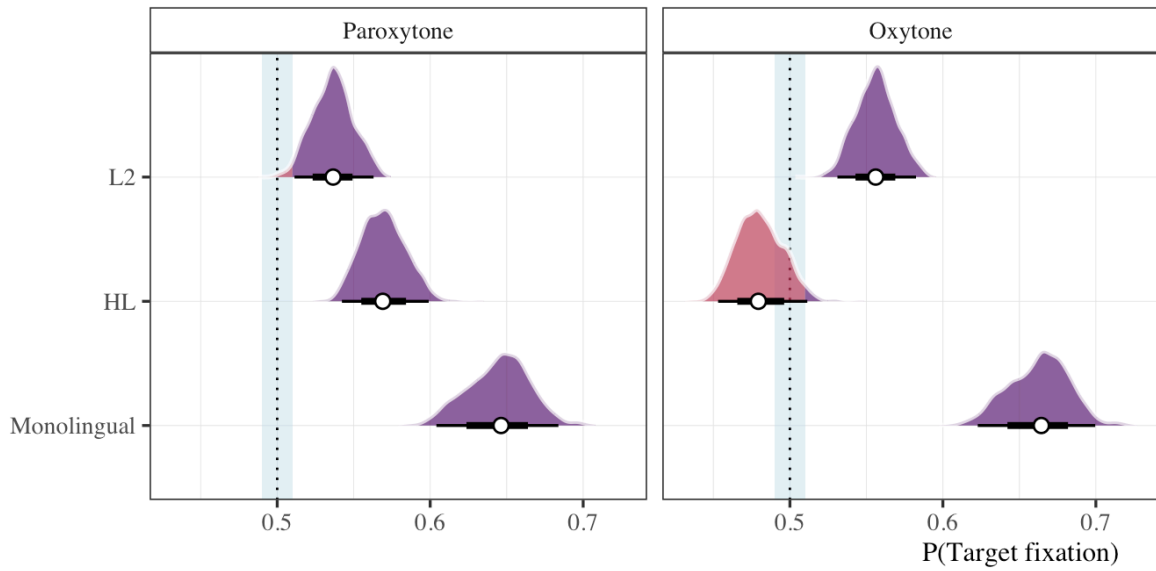 Paroxytone
Oxytone
L2
HL
Monolingual
0.5 0.6 0.7
0.5 0.6 0.7
P(Target fixation)